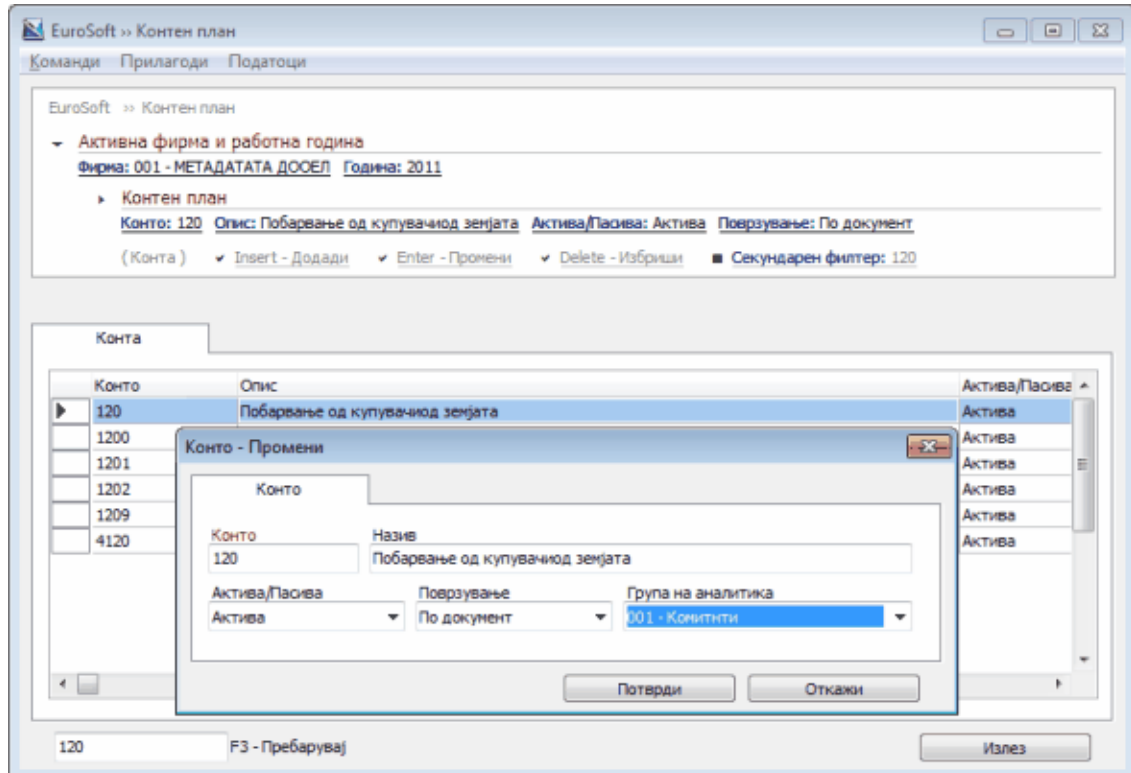 EuroSoft » Контен план
Команди Прилагоди Податоци
EuroSoft » Контен план
Активна фирма и работна година
Фирма: 001 - МЕТАДАТАТА ДООЕЛ Година: 2011
Контен план
Конто: 120 Опис: Побарвање од купувачиод земјата Актива/Пасива: Актива Поврзување: По документ
(Конта) Insert - Додади Enter - Промени Delete - Избриши Секундарен филтер: 120
Конта
Конто Опис Актива/Пасива
120 Побарвање од купувачиод земјата Актива
1200 Актива
1201 Актива
1202 Актива
1209 Актива
4120 Актива
Конто - Промени
Конто
Конто Назив
120 Побарвање од купувачиод земјата
Актива/Пасива Поврзување Група на аналитика
Актива По документ 001 - Комитнти
Потврди Откажи
120 F3 - Пребарувај Излез